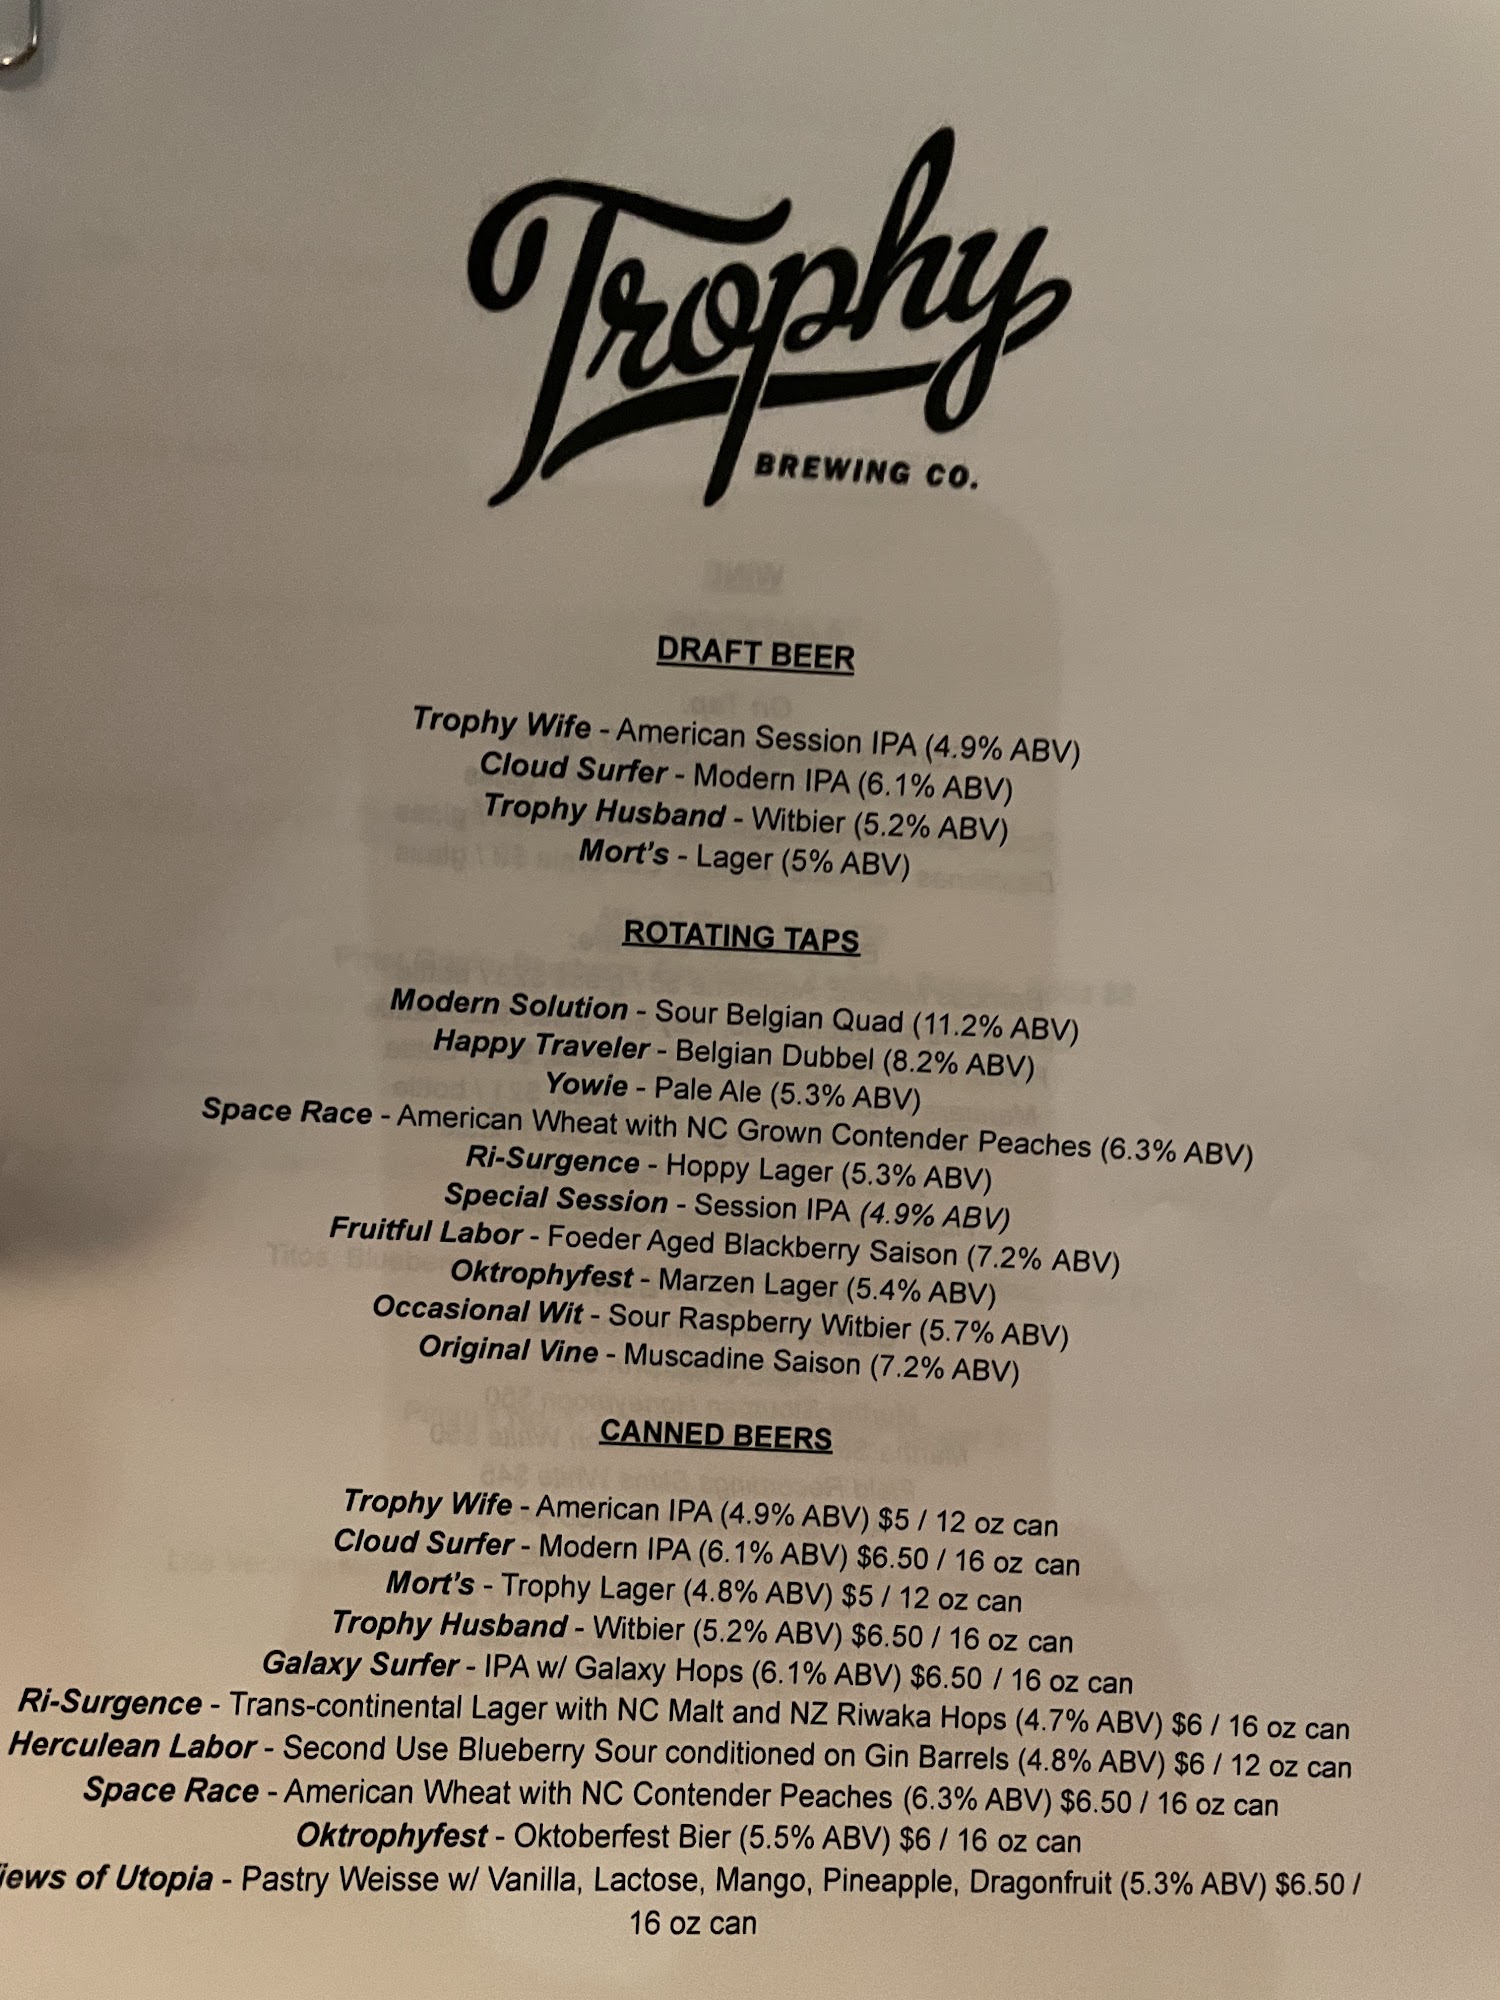 Trophy
BREWING CO.
DRAFT BEER
Trophy Wife - American Session IPA (4.9% ABV)
Cloud Surfer - Modern IPA (6.1% ABV)
Trophy Husband - Witbier (5.2% ABV)
Mort's - Lager (5% ABV)
ROTATING TAPS
Modern Solution - Sour Belgian Quad (11.2% ABV)
Happy Traveler - Belgian Dubbel (8.2% ABV)
Yowie - Pale Ale (5.3% ABV)
Space Race - American Wheat with NC Grown Contender Peaches (6.3% ABV)
Ri-Surgence - Hoppy Lager (5.3% ABV)
Special Session - Session IPA (4.9% ABV)
Fruitful Labor - Foeder Aged Blackberry Saison (7.2% ABV)
Oktrophyfest - Marzen Lager (5.4% ABV)
Occasional Wit - Sour Raspberry Witbier (5.7% ABV)
Original Vine - Muscadine Saison (7.2% ABV)
CANNED BEERS
Trophy Wife - American IPA (4.9% ABV) $5 / 12 oz can
Cloud Surfer - Modern IPA (6.1% ABV) $6.50 / 16 oz can
Mort's - Trophy Lager (4.8% ABV) $5 / 12 oz can
Trophy Husband - Witbier (5.2% ABV) $6.50 / 16 oz can
Galaxy Surfer - IPA w/ Galaxy Hops (6.1% ABV) $6.50 / 16 oz can
Ri-Surgence - Trans-continental Lager with NC Malt and NZ Riwaka Hops (4.7% ABV) $6 / 16 oz can
Herculean Labor - Second Use Blueberry Sour conditioned on Gin Barrels (4.8% ABV) $6 / 12 oz can
Space Race - American Wheat with NC Contender Peaches (6.3% ABV) $6.50 / 16 oz can
Oktrophyfest - Oktoberfest Bier (5.5% ABV) $6 / 16 oz can
iews of Utopia - Pastry Weisse w/ Vanilla, Lactose, Mango, Pineapple, Dragonfruit (5.3% ABV) $6.50 /
16 oz can